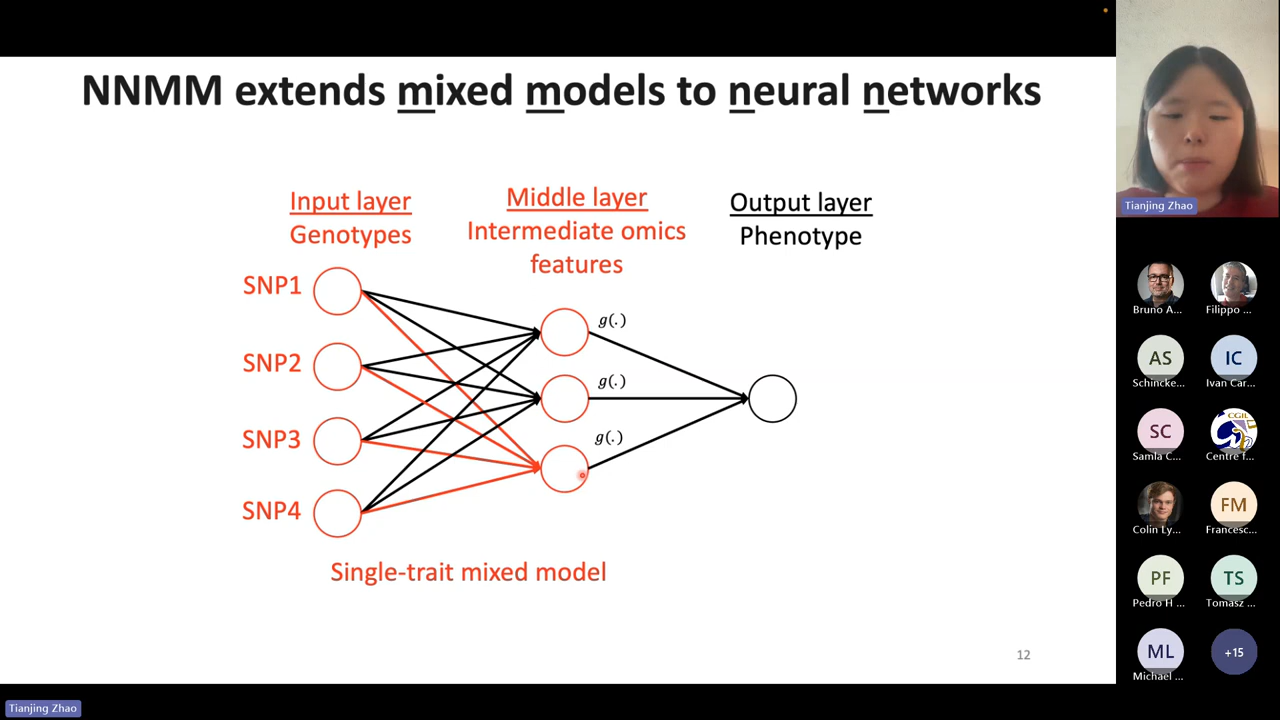 NNMM extends mixed models to neural networks
Input layer
Genotypes
Middle layer
Intermediate omics
features
Output layer
Phenotype
SNP1
SNP2
SNP3
SNP4
g(.)
g(.)
g(.)
Single-trait mixed model
12
Tianjing Zhao
Bruno A...
Filippo ...
AS
Schincke...
IC
Ivan Car...
SC
Samla C...
CGIL
Centre f...
Colin Ly...
FM
Francesc...
PF
Pedro H ...
TS
Tomasz ...
ML
Michael ...
+15
Tianjing Zhao